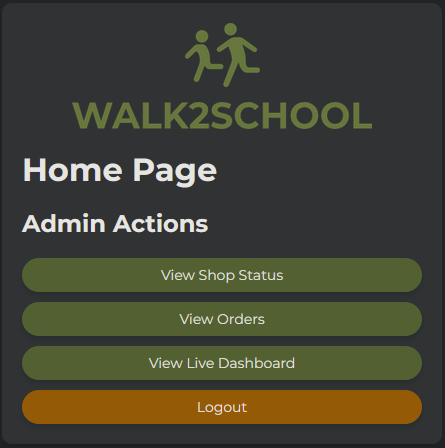 WALK2SCHOOL
Home Page
Admin Actions
View Shop Status
View Orders
View Live Dashboard
Logout